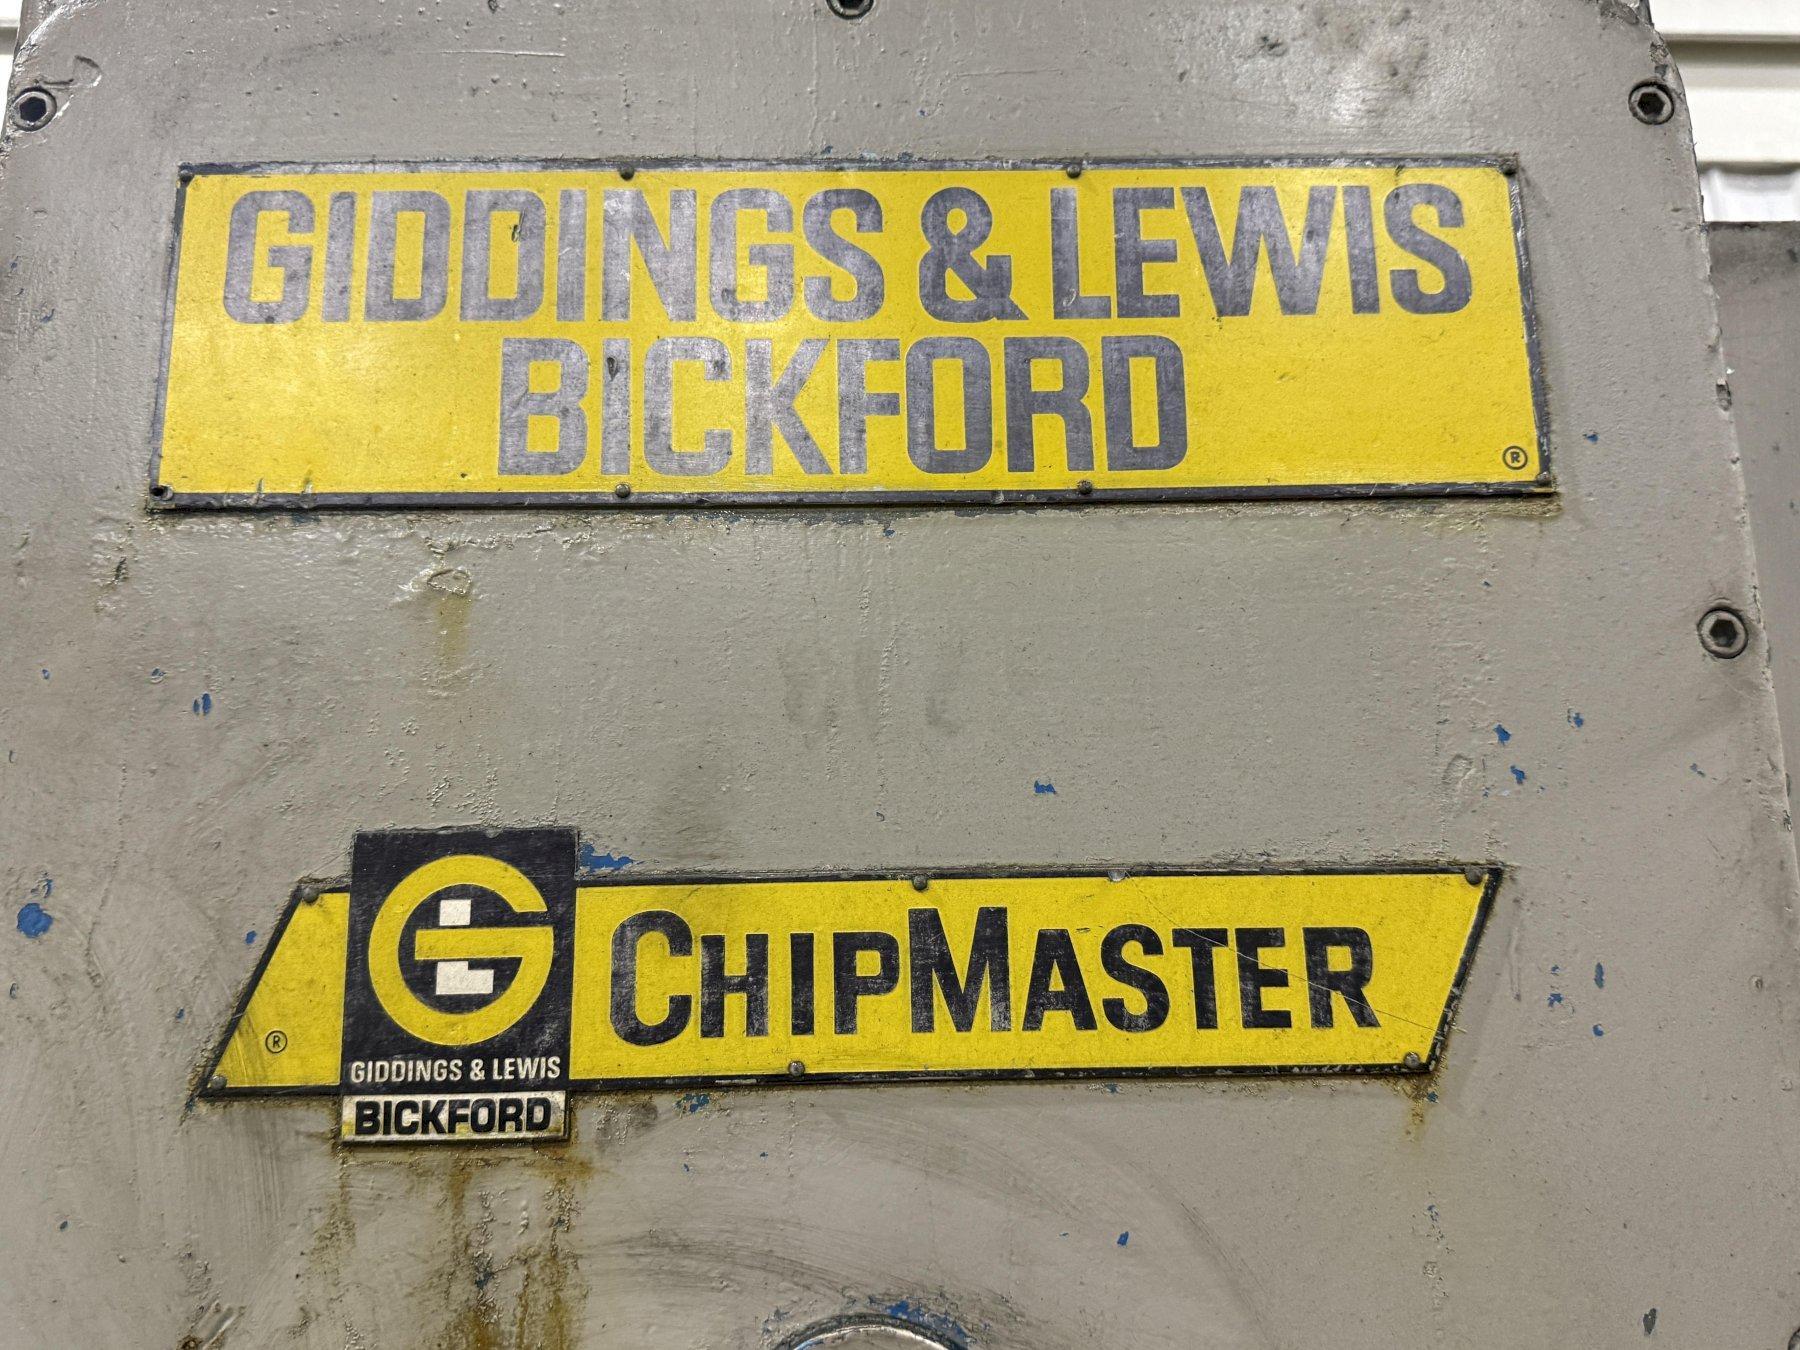 GIDDINGS & LEWIS
BICKFORD
®
CHIPMASTER
®
GIDDINGS & LEWIS
BICKFORD